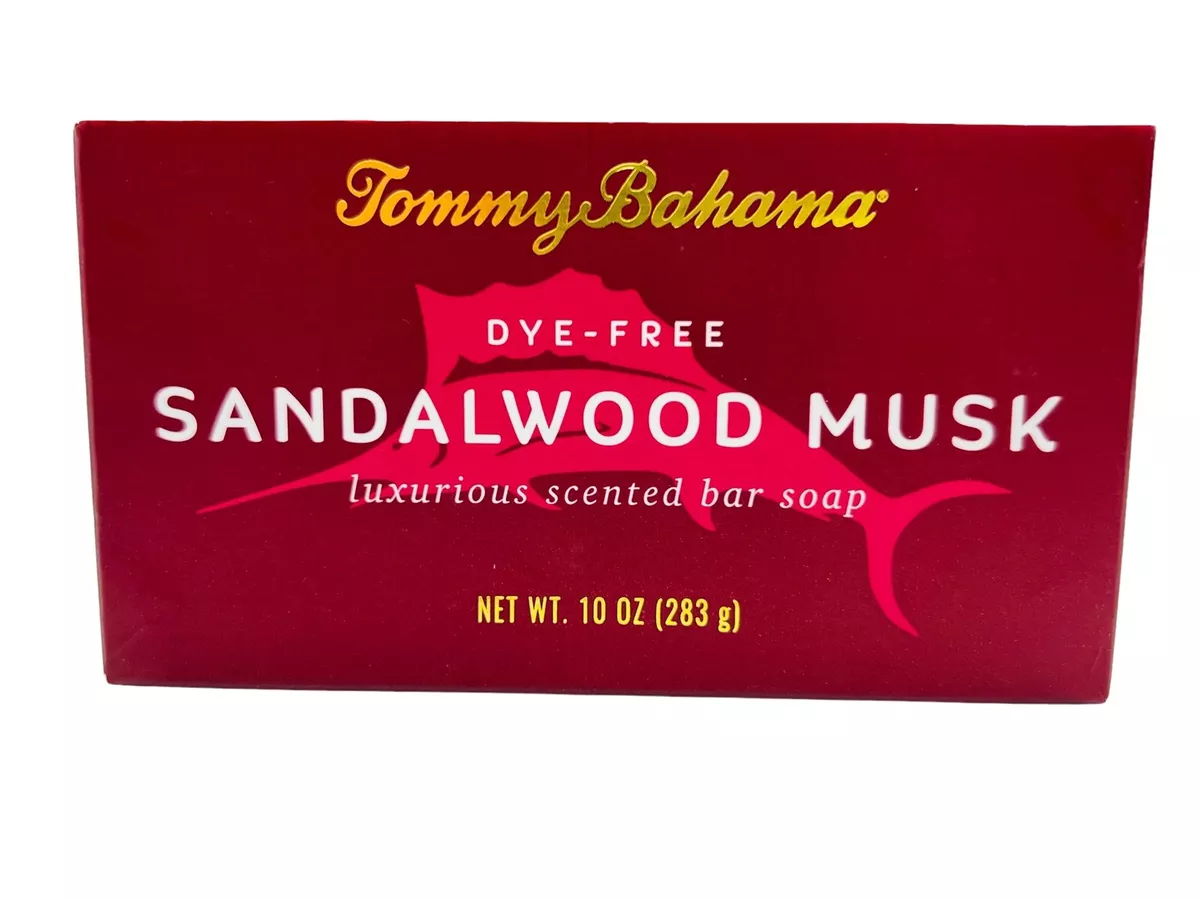 Tommy Bahama®
DYE-FREE
SANDALWOOD MUSK
luxurious scented bar soap
NET WT. 10 OZ (283 g)